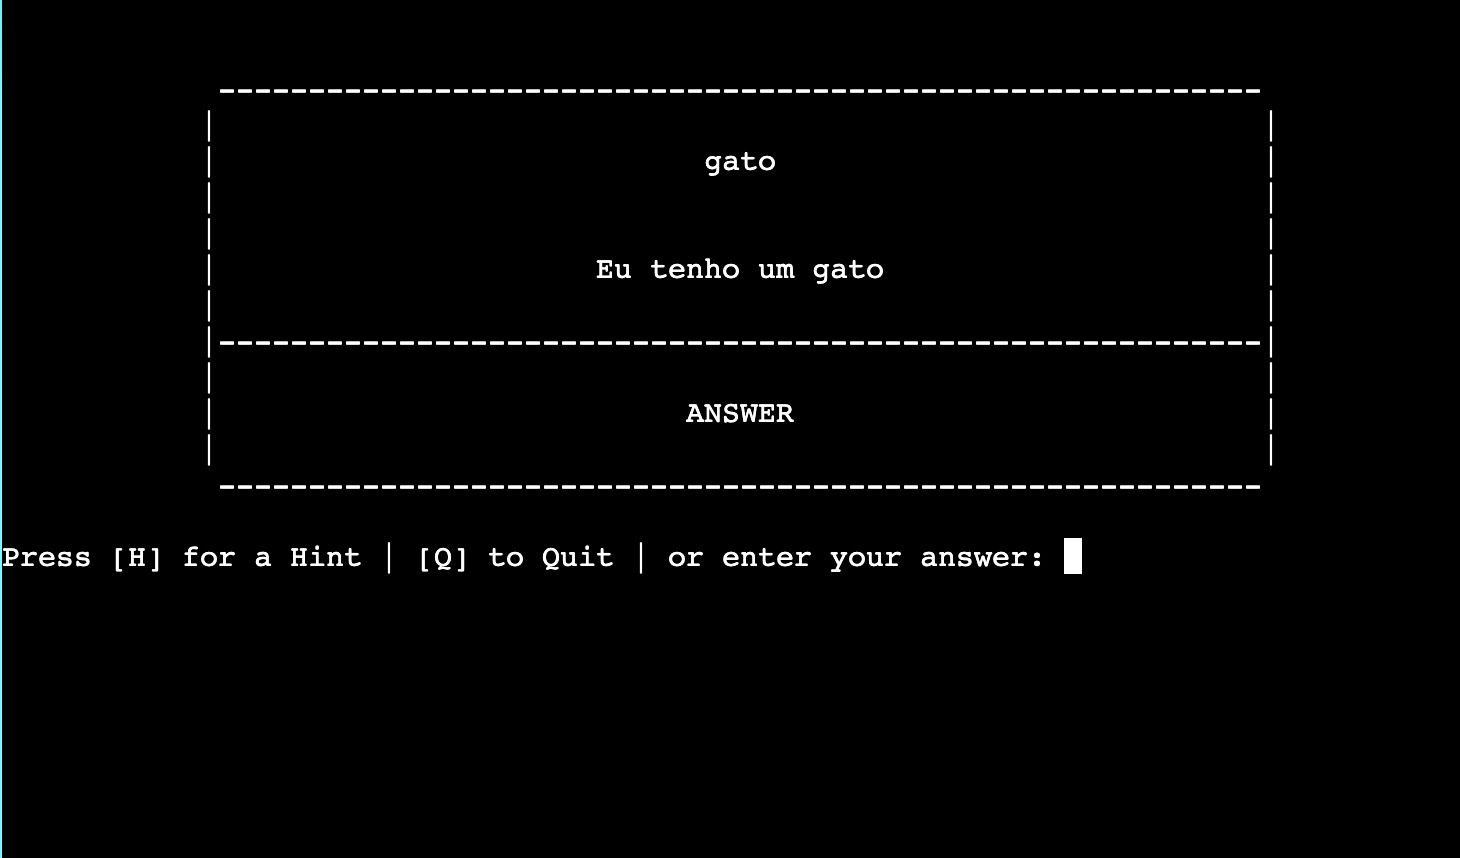 gato
Eu tenho um gato
ANSWER
Press [H] for a Hint | [Q] to Quit | or enter your answer: